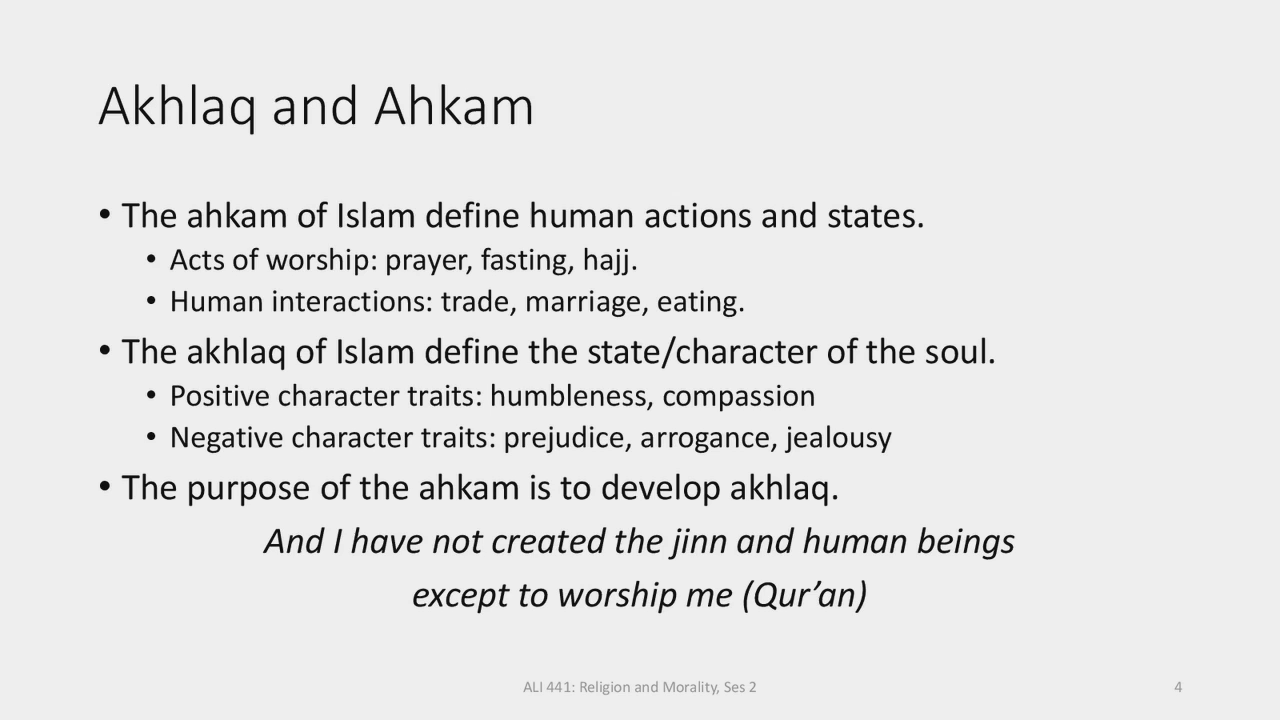 Akhlaq and Ahkam
• The ahkam of Islam define human actions and states.
• Acts of worship: prayer, fasting, hajj.
• Human interactions: trade, marriage, eating.
• The akhlaq of Islam define the state/character of the soul.
• Positive character traits: humbleness, compassion
• Negative character traits: prejudice, arrogance, jealousy
• The purpose of the ahkam is to develop akhlaq.
And I have not created the jinn and human beings
except to worship me (Qur’an)
ALI 441: Religion and Morality, Ses 2
4